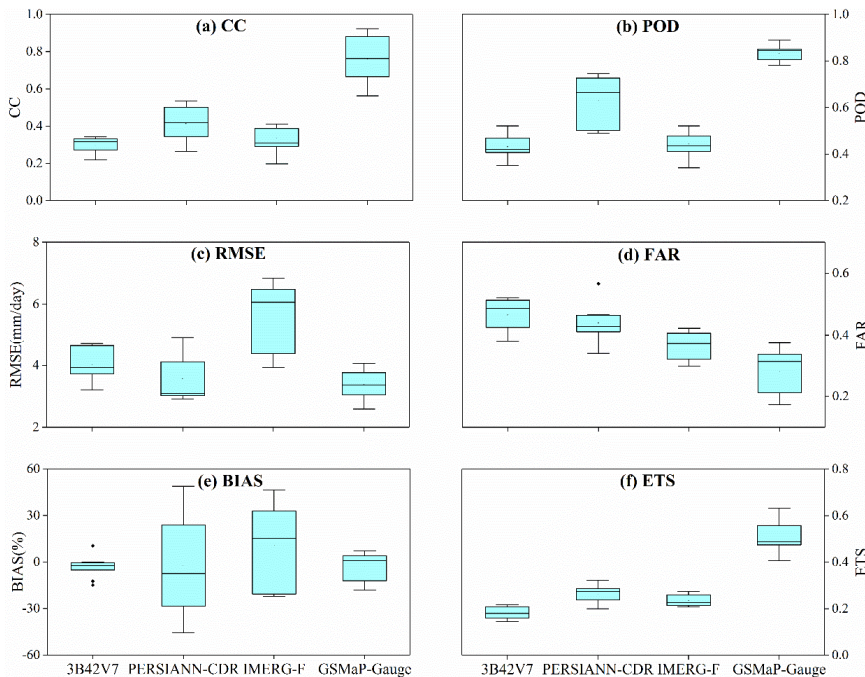 (a) CC
1.0
0.8
0.6
0.4
0.2
0.0
CC
(b) POD
1.0
0.8
0.6
0.4
0.2
POD
(c) RMSE
8
6
4
2
RMSE(mm/day)
(d) FAR
0.6
0.4
0.2
FAR
(e) BIAS
60
30
0
-30
-60
BIAS(%)
3B42V7 PERSIANN-CDR IMERG-F GSMaP-Gauge
(f) ETS
0.8
0.6
0.4
0.2
0.0
ETS
3B42V7 PERSIANN-CDR IMERG-F GSMaP-Gauge